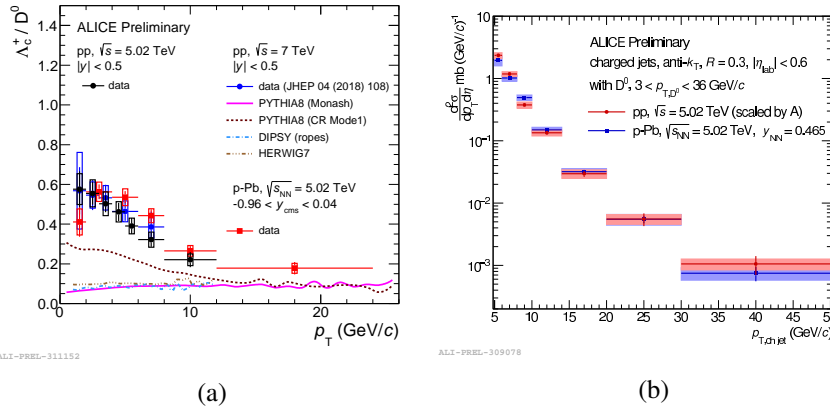 Λc+ / D0
ALICE Preliminary
pp, √s = 5.02 TeV
|y| < 0.5
data
pp, √s = 7 TeV
|y| < 0.5
data (JHEP 04 (2018) 108)
PYTHIA8 (Monash)
PYTHIA8 (CR Mode1)
DIPSY (ropes)
HERWIG7
p-Pb, √sNN = 5.02 TeV
-0.96 < ycms < 0.04
data
1.4
1.2
1.0
0.8
0.6
0.4
0.2
0.0
0 10 20
pT (GeV/c)
ALI-PREL-311152
(a)
d²σ/dpTdη mb (GeV/c)-1
ALICE Preliminary
charged jets, anti-kT, R = 0.3, |ηlab| < 0.6
with D0, 3 < pT,D0 < 36 GeV/c
pp, √s = 5.02 TeV (scaled by A)
p-Pb, √sNN = 5.02 TeV, yNN = 0.465
10
1
10−1
10−2
10−3
5 10 15 20 25 30 35 40 45 50
pT,ch jet (GeV/c)
ALI-PREL-309078
(b)